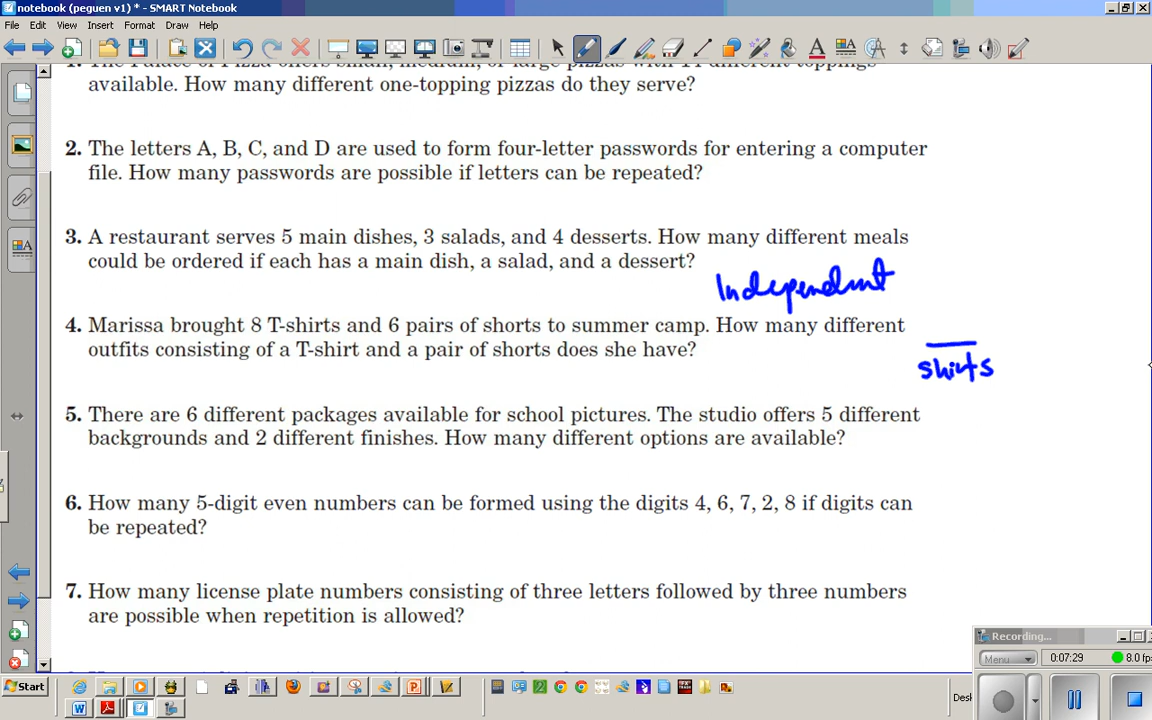 notebook (peguen v1) * - SMART Notebook
File Edit View Insert Format Draw Help
available. How many different one-topping pizzas do they serve?
2. The letters A, B, C, and D are used to form four-letter passwords for entering a computer
file. How many passwords are possible if letters can be repeated?
3. A restaurant serves 5 main dishes, 3 salads, and 4 desserts. How many different meals
could be ordered if each has a main dish, a salad, and a dessert?
Independent
4. Marissa brought 8 T-shirts and 6 pairs of shorts to summer camp. How many different
outfits consisting of a T-shirt and a pair of shorts does she have?
shirts
5. There are 6 different packages available for school pictures. The studio offers 5 different
backgrounds and 2 different finishes. How many different options are available?
6. How many 5-digit even numbers can be formed using the digits 4, 6, 7, 2, 8 if digits can
be repeated?
7. How many license plate numbers consisting of three letters followed by three numbers
are possible when repetition is allowed?
Recording...
Menu 0:07:29 8.0 fp
Start Desk